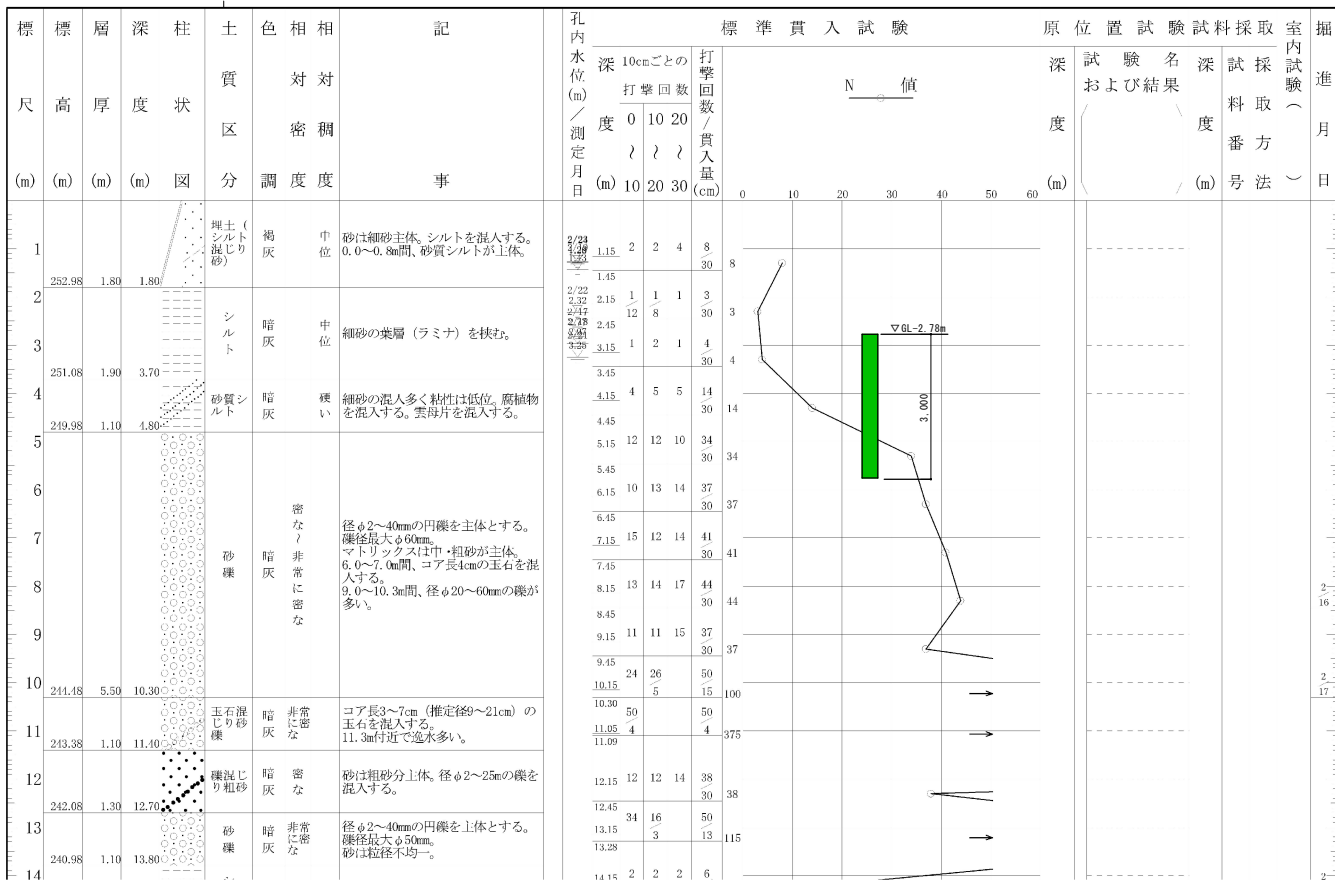 標尺(m)
標高(m)
層厚(m)
深度(m)
柱状図
土質区分
色調
相対密度
相対稠度
記事
孔内水位(m)/測定月日
標準貫入試験
深度(m)
10cmごとの打撃回数
0~10
10~20
20~30
打撃回数/貫入量(cm)
N 値
0 10 20 30 40 50 60
原位置試験
深度(m)
試験名および結果
試料採取
深度(m)
試料番号
採取方法
室内試験( )
掘進月日
1 2 3 4 5 6 7 8 9 10 11 12 13 14
252.98 1.80 1.80
埋土(シルト混じり砂)
褐灰
中位
砂は細砂主体。シルトを混入する。
0.0~0.8m間、砂質シルトが主体。
251.08 1.90 3.70
シルト
暗灰
中位
細砂の葉層(ラミナ)を挟む。
249.98 1.10 4.80
砂質シルト
暗灰
硬い
細砂の混入多く粘性は低位。腐植物
を混入する。雲母片を混入する。
244.48 5.50 10.30
砂礫
暗灰
密な~非常に密な
径φ2~40mmの円礫を主体とする。
礫径最大φ60mm。
マトリックスは中・粗砂が主体。
6.0~7.0m間、コア長4cmの玉石を混
入する。
9.0~10.3m間、径φ20~60mmの礫が
多い。
243.38 1.10 11.40
玉石混じり砂礫
暗灰
非常に密な
コア長3~7cm(推定径9~21cm)の
玉石を混入する。
11.3m付近で逸水多い。
242.08 1.30 12.70
礫混じり粗砂
暗灰
密な
砂は粗砂分主体。径φ2~25mの礫を
混入する。
240.98 1.10 13.80
砂礫
暗灰
非常に密な
径φ2~40mmの円礫を主体とする。
礫径最大φ50mm。
砂は粒径不均一。
2/22
2.32
3.25
1.15 2 2 4 8/30 8
1.45
2.15 1/12 1/8 1 3/30 3
2.45
3.15 1 2 1 4/30 4
3.45
4.15 4 5 5 14/30 14
4.45
5.15 12 12 10 34/30 34
5.45
6.15 10 13 14 37/30 37
6.45
7.15 15 12 14 41/30 41
7.45
8.15 13 14 17 44/30 44
8.45
9.15 11 11 15 37/30 37
9.45
10.15 24 26/5 50/15 100
10.30
11.05 50/4 50/4 375
11.09
12.15 12 12 14 38/30 38
12.45
13.15 34 16/3 50/13 115
13.28
14.15 2 2 2 6
▽GL-2.78m
3.000
2/16
2/17
2